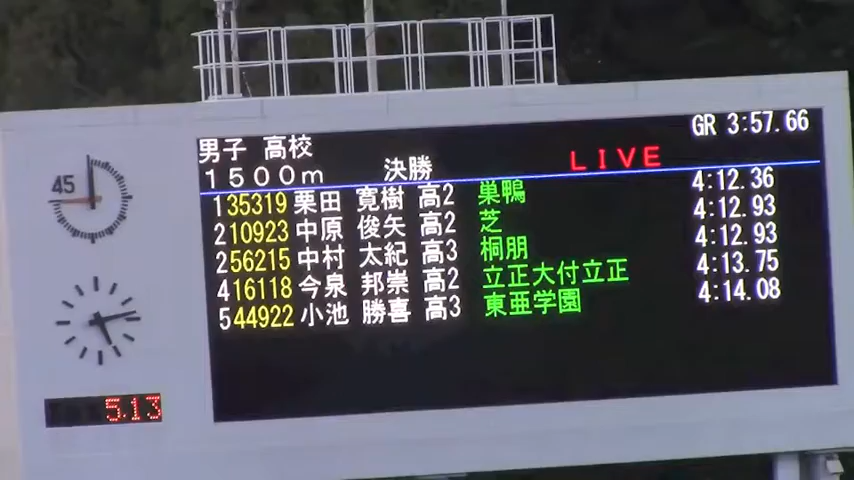 男子 高校
GR 3:57.66
1500m 決勝 LIVE
1 35319 栗田 寛樹 高2 巣鴨 4:12.36
2 10923 中原 俊矢 高2 芝 4:12.93
2 56215 中村 太紀 高3 桐朋 4:12.93
4 16118 今泉 邦崇 高2 立正大付立正 4:13.75
5 44922 小池 勝喜 高3 東亜学園 4:14.08
45
5.13